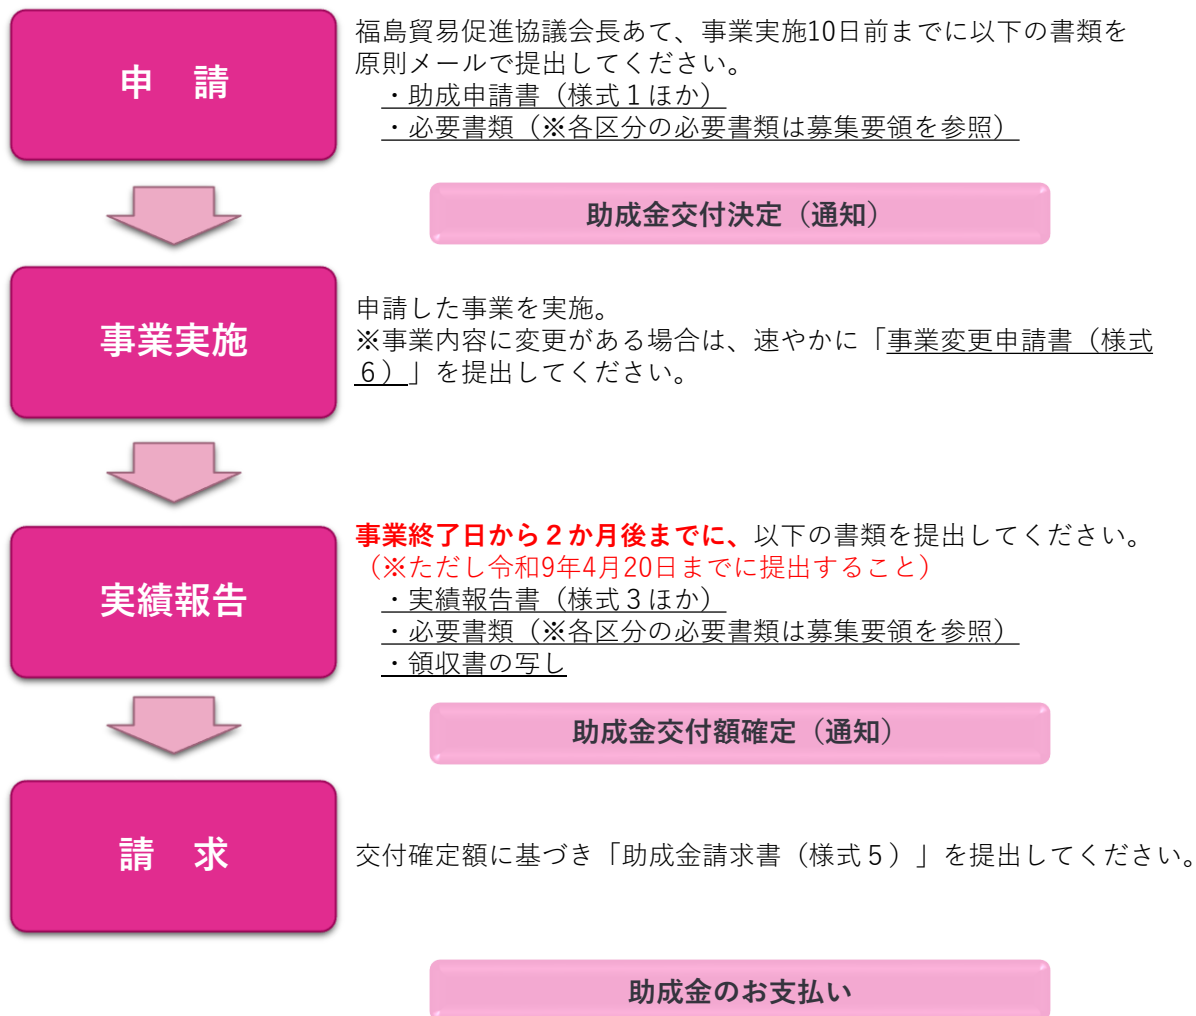 申　請
福島貿易促進協議会長あて、事業実施10日前までに以下の書類を
原則メールで提出してください。
・助成申請書（様式１ほか）
・必要書類（※各区分の必要書類は募集要領を参照）
助成金交付決定（通知）
事業実施
申請した事業を実施。
※事業内容に変更がある場合は、速やかに「事業変更申請書（様式
６）」を提出してください。
実績報告
事業終了日から２か月後までに、以下の書類を提出してください。
（※ただし令和9年4月20日までに提出すること）
・実績報告書（様式３ほか）
・必要書類（※各区分の必要書類は募集要領を参照）
・領収書の写し
助成金交付額確定（通知）
請　求
交付確定額に基づき「助成金請求書（様式５）」を提出してください。
助成金のお支払い